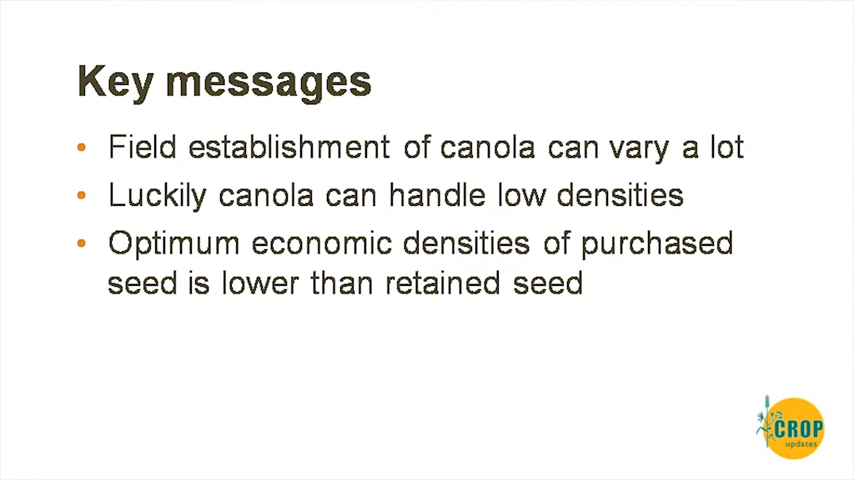 Key messages
• Field establishment of canola can vary a lot
• Luckily canola can handle low densities
• Optimum economic densities of purchased
seed is lower than retained seed
CROP
updates